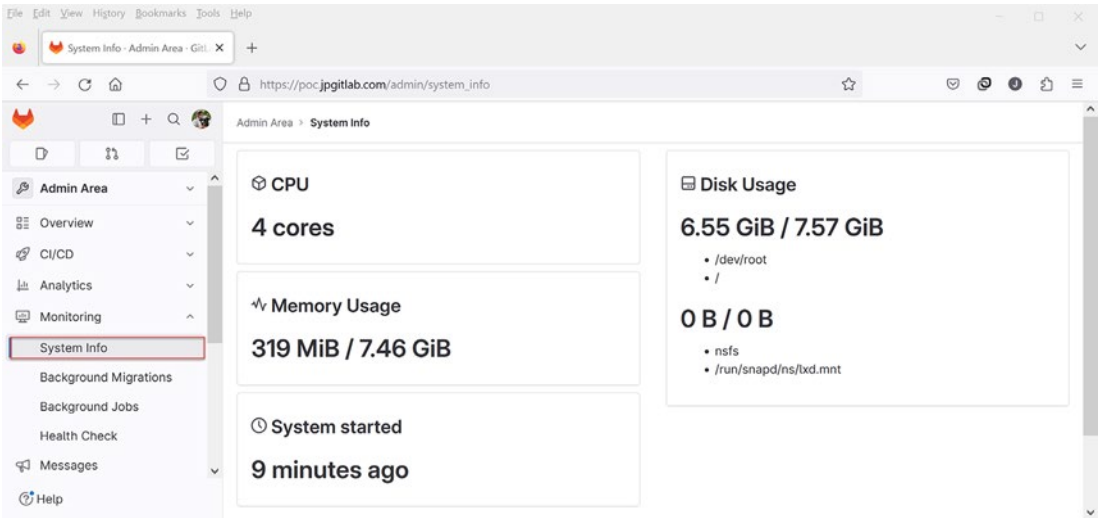 File Edit View History Bookmarks Tools Help
System Info · Admin Area · GitL
https://poc.jpgitlab.com/admin/system_info
Admin Area > System Info
Admin Area
Overview
CI/CD
Analytics
Monitoring
System Info
Background Migrations
Background Jobs
Health Check
Messages
Help
CPU
4 cores
Memory Usage
319 MiB / 7.46 GiB
System started
9 minutes ago
Disk Usage
6.55 GiB / 7.57 GiB
• /dev/root
• /
0 B / 0 B
• nsfs
• /run/snapd/ns/lxd.mnt